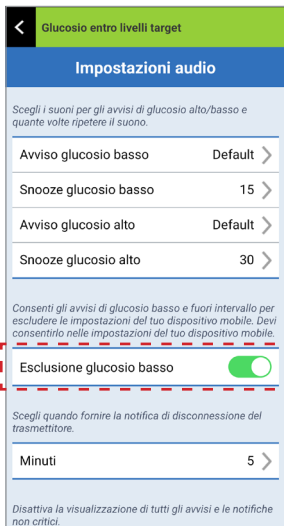 Glucosio entro livelli target
Impostazioni audio
Scegli i suoni per gli avvisi di glucosio alto/basso e
quante volte ripetere il suono.
Avviso glucosio basso Default
Snooze glucosio basso 15
Avviso glucosio alto Default
Snooze glucosio alto 30
Consenti gli avvisi di glucosio basso e fuori intervallo per
escludere le impostazioni del tuo dispositivo mobile. Devi
consentirlo nelle impostazioni del tuo dispositivo mobile.
Esclusione glucosio basso
Scegli quando fornire la notifica di disconnessione del
trasmettitore.
Minuti 5
Disattiva la visualizzazione di tutti gli avvisi e le notifiche
non critici.